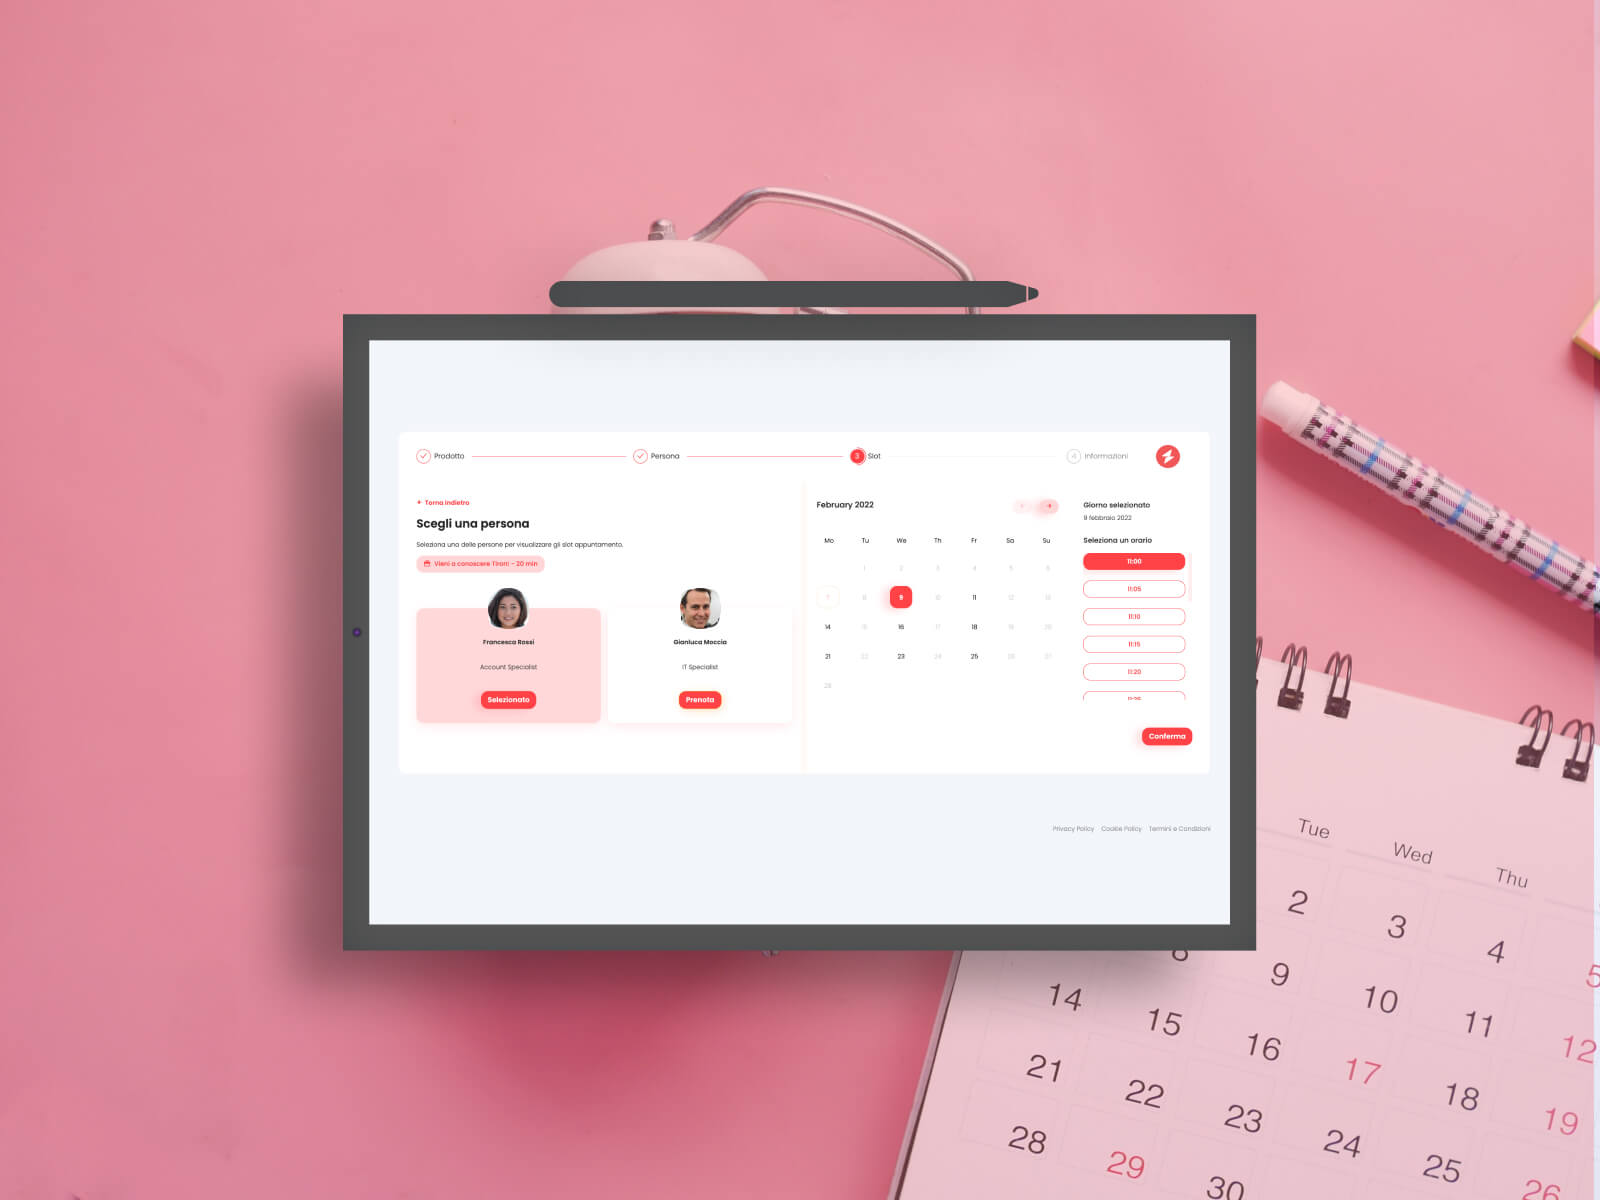 Prodotto
Persona
3 Slot
4 Informazioni
Torna indietro
Scegli una persona
Seleziona una delle persone per visualizzare gli slot appuntamento.
Vieni a conoscere Tiron! - 20 min
Francesca Rossi
Account Specialist
Selezionato
Gianluca Moccia
IT Specialist
Prenota
February 2022
Mo Tu We Th Fr Sa Su
1 2 3 4 5 6
7 8 9 10 11 12 13
14 15 16 17 18 19 20
21 22 23 24 25 26 27
28
Giorno selezionato
9 febbraio 2022
Seleziona un orario
11:00
11:05
11:10
11:15
11:20
Conferma
Privacy Policy Cookie Policy Termini e Condizioni
Tue Wed Thu
2 3 4 5
8 9 10 11 12
14 15 16 17 18 19
21 22 23 24 25 26
28 29 30